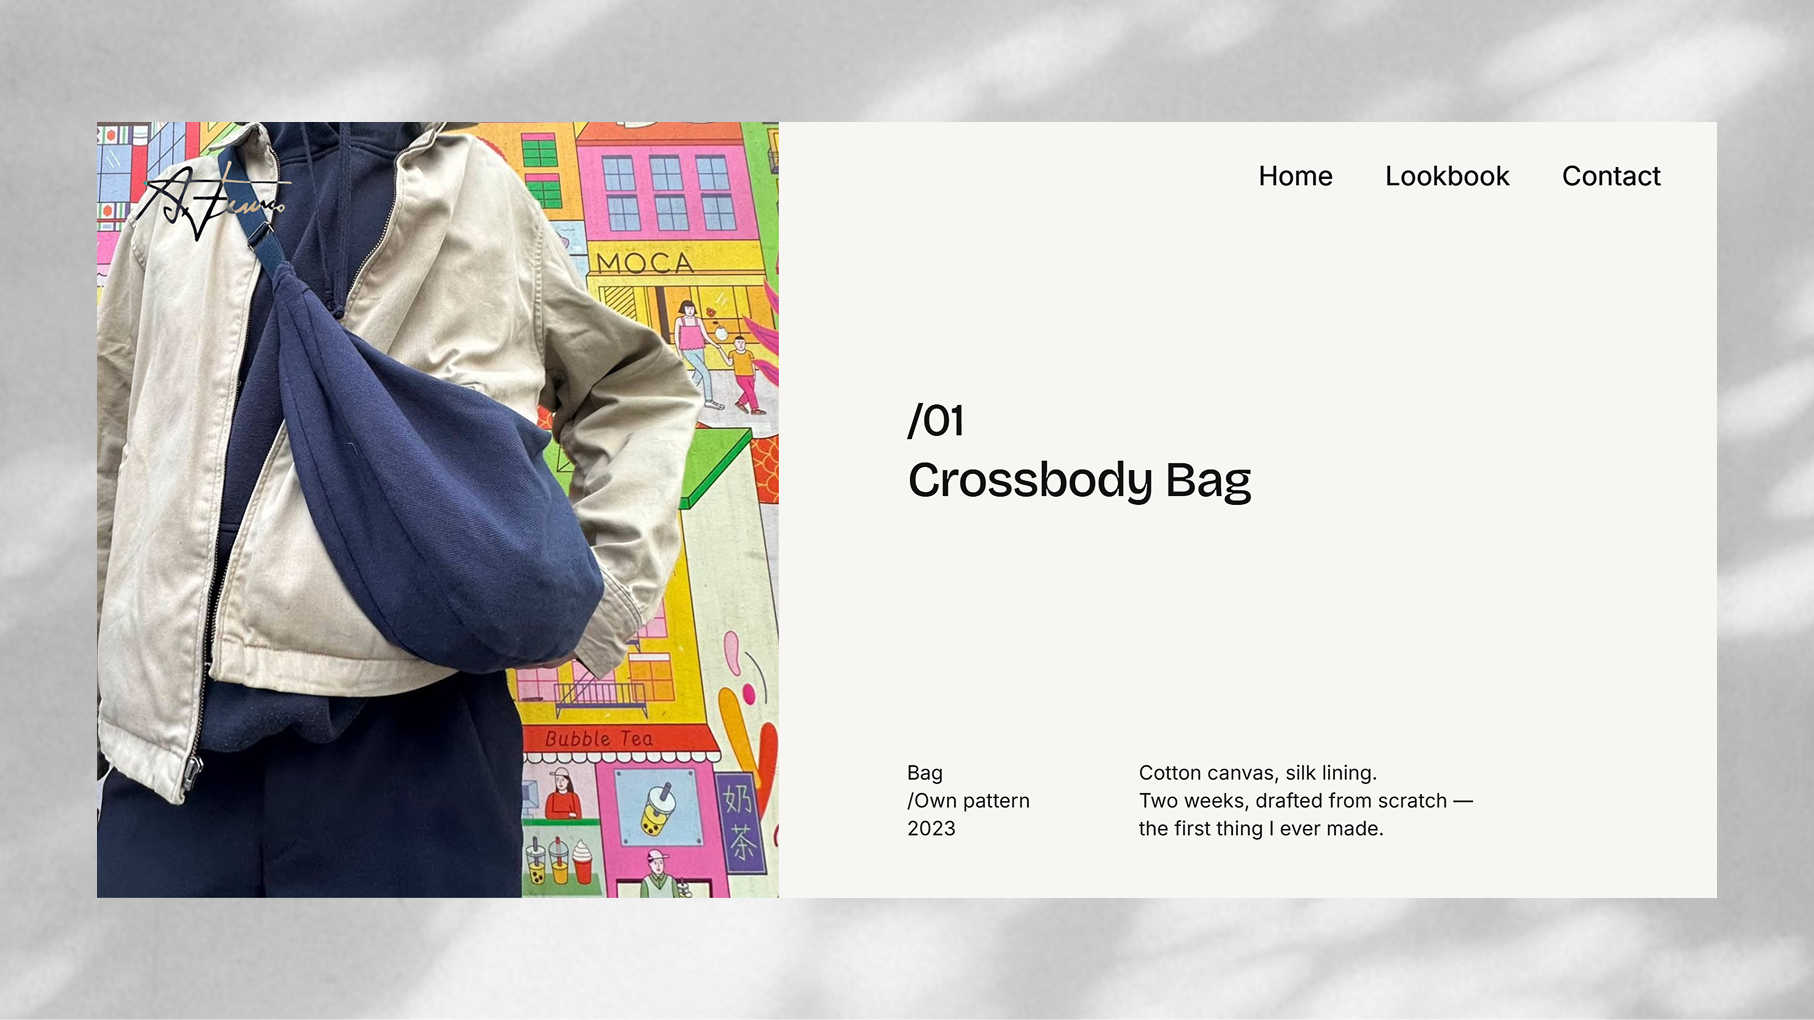 Home Lookbook Contact
MOCA
/01
Crossbody Bag
Bubble Tea
奶
茶
Bag
/Own pattern
2023
Cotton canvas, silk lining.
Two weeks, drafted from scratch —
the first thing I ever made.